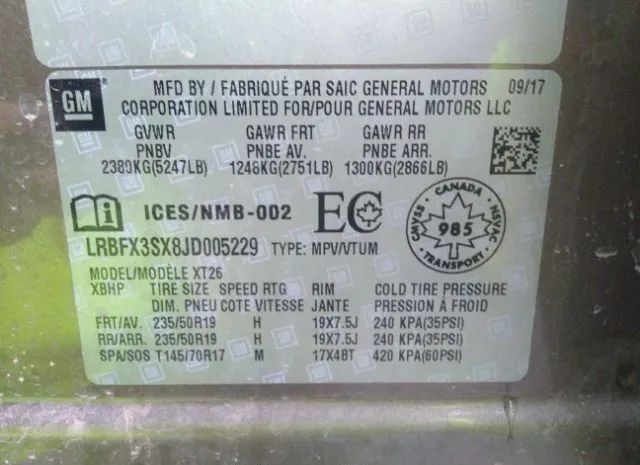 GM
MFD BY / FABRIQUÉ PAR SAIC GENERAL MOTORS 09/17
CORPORATION LIMITED FOR/POUR GENERAL MOTORS LLC
GVWR GAWR FRT GAWR RR
PNBV PNBE AV. PNBE ARR.
2380KG(5247LB) 1248KG(2751LB) 1300KG(2866LB)
ICES/NMB-002 EC
CANADA
CMVSS 985 NSVAC
TRANSPORT
LRBFX3SX8JD005229 TYPE: MPV/VTUM
MODEL/MODÈLE XT26
XBHP TIRE SIZE SPEED RTG RIM COLD TIRE PRESSURE
DIM. PNEU COTE VITESSE JANTE PRESSION À FROID
FRT/AV. 235/50R19 H 19X7.5J 240 KPA(35PSI)
RR/ARR. 235/50R19 H 19X7.5J 240 KPA(35PSI)
SPA/SOS T145/70R17 M 17X4BT 420 KPA(60PSI)